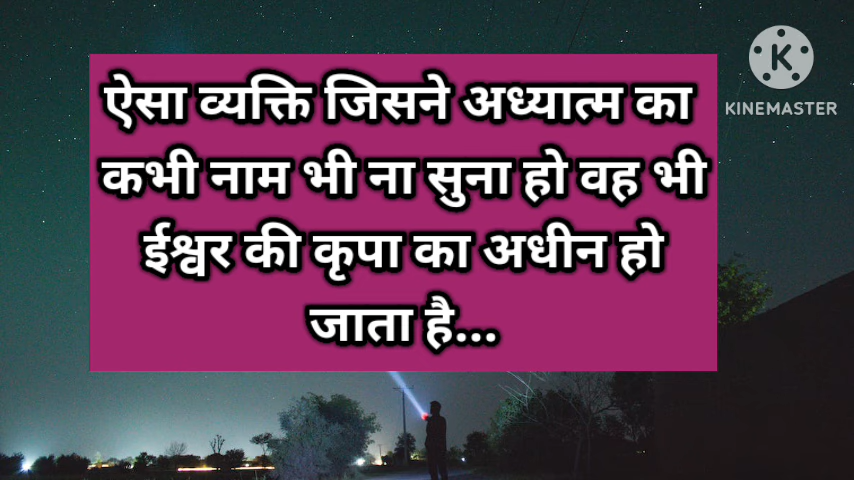 ऐसा व्यक्ति जिसने अध्यात्म का
कभी नाम भी ना सुना हो वह भी
ईश्वर की कृपा का अधीन हो
जाता है...
KINEMASTER